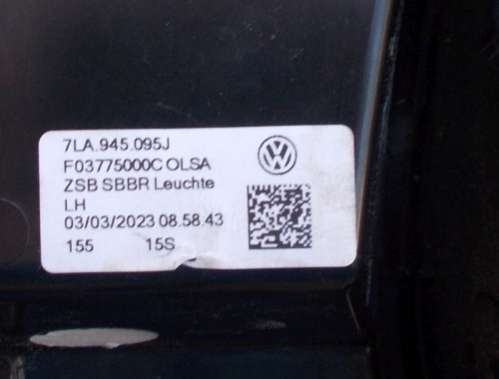 7LA.945.095J
F03775000C OLSA
ZSB SBBR Leuchte
LH
03/03/2023 08.58.43
155 15S